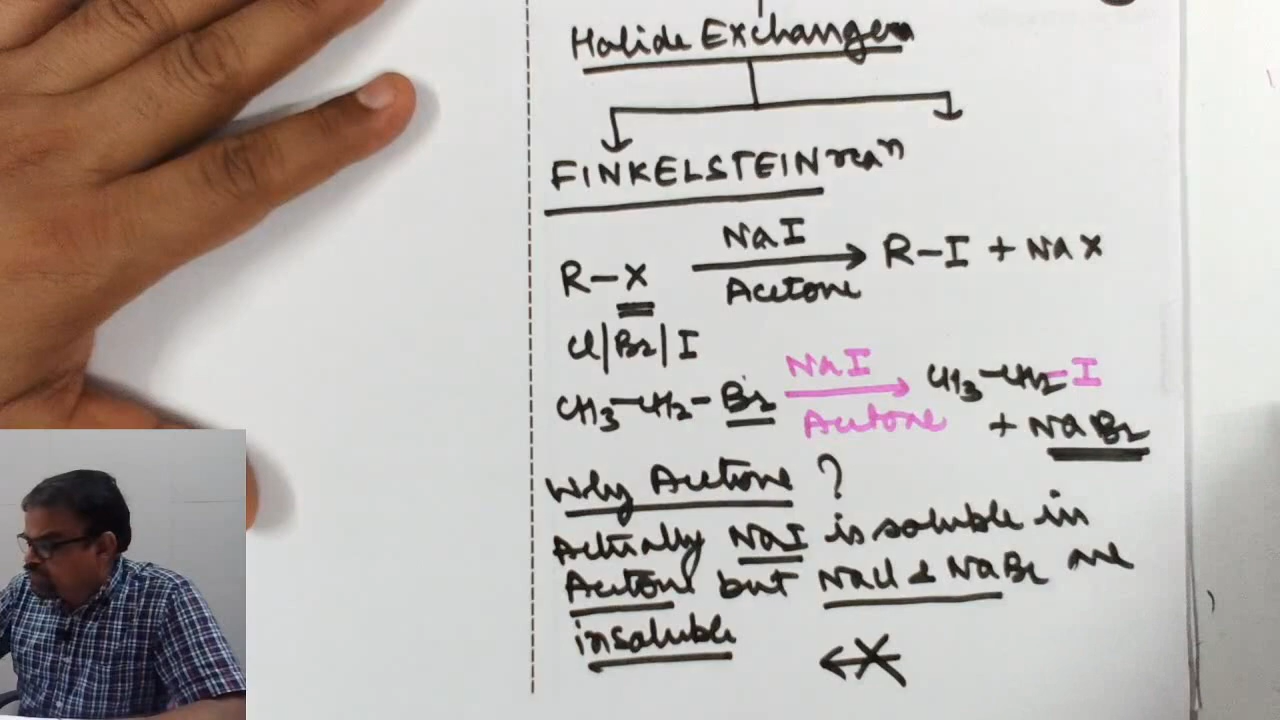 Halide Exchange
FINKELSTEIN reaⁿ
NaI
R-X → R-I + NaX
Acetone
Cl|Br|I
NaI
CH3-CH2-Br → CH3-CH2-I
Acetone + NaBr
Why Acetone ?
Actually NaI is soluble in
Acetone but NaCl & NaBr are
insoluble